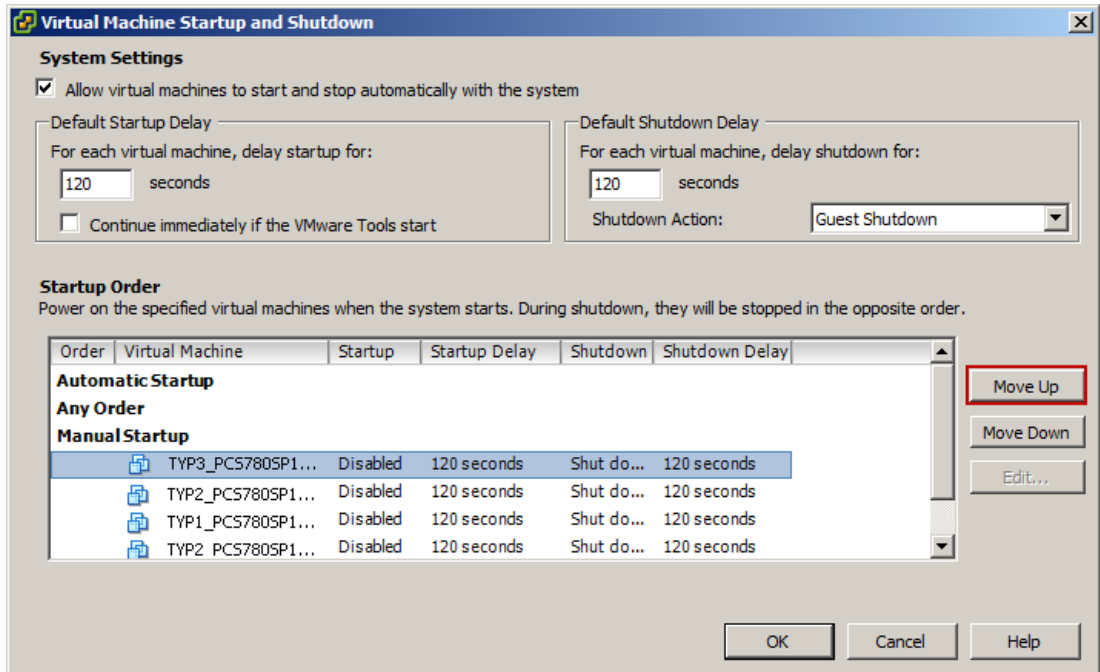 Virtual Machine Startup and Shutdown
System Settings
Allow virtual machines to start and stop automatically with the system
Default Startup Delay
For each virtual machine, delay startup for:
120 seconds
Continue immediately if the VMware Tools start
Default Shutdown Delay
For each virtual machine, delay shutdown for:
120 seconds
Shutdown Action: Guest Shutdown
Startup Order
Power on the specified virtual machines when the system starts. During shutdown, they will be stopped in the opposite order.
Order Virtual Machine Startup Startup Delay Shutdown Shutdown Delay
Automatic Startup
Any Order
Manual Startup
TYP3_PCS780SP1... Disabled 120 seconds Shut do... 120 seconds
TYP2_PCS780SP1... Disabled 120 seconds Shut do... 120 seconds
TYP1_PCS780SP1... Disabled 120 seconds Shut do... 120 seconds
TYP2_PCS780SP1... Disabled 120 seconds Shut do... 120 seconds
Move Up
Move Down
Edit...
OK Cancel Help